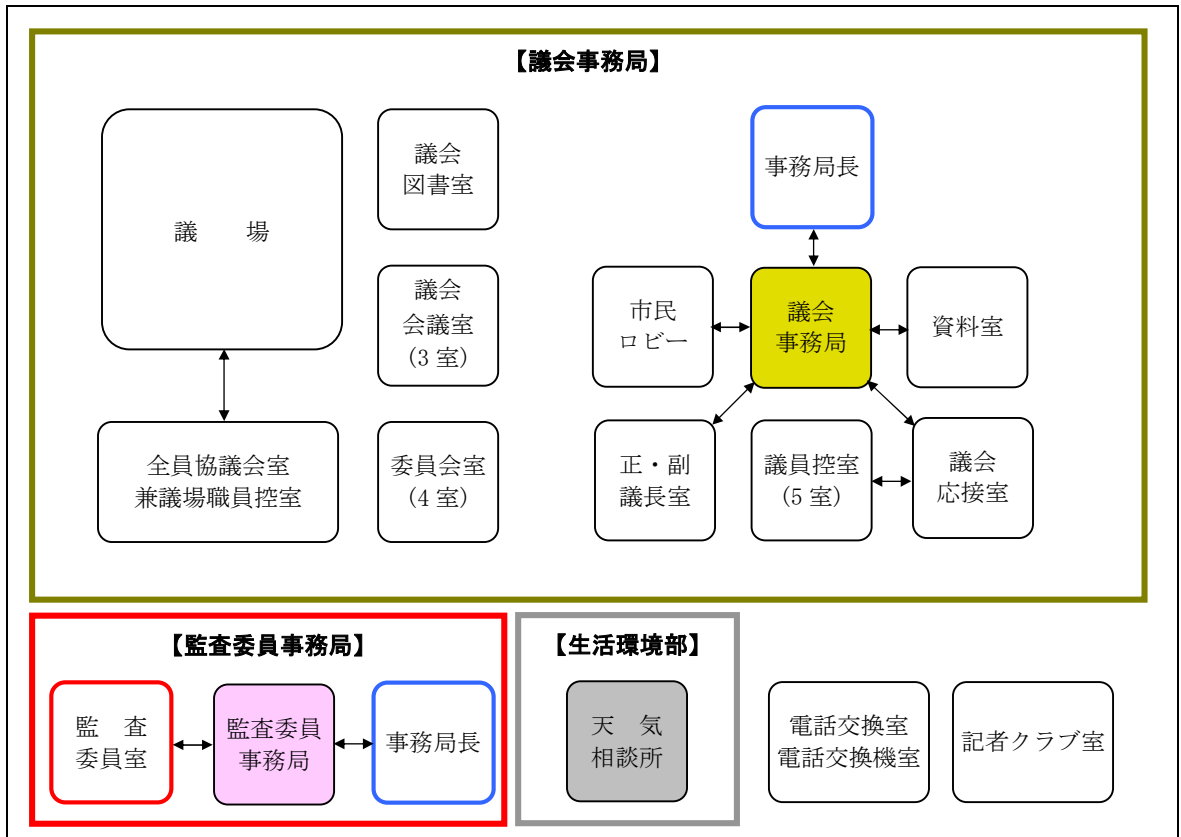 【議会事務局】
議場
議会
図書室
議会
会議室
(3 室)
全員協議会室
兼議場職員控室
委員会室
(4 室)
事務局長
市民
ロビー
議会
事務局
資料室
正・副
議長室
議員控室
(5 室)
議会
応接室
【監査委員事務局】
監査
委員室
監査委員
事務局
事務局長
【生活環境部】
天気
相談所
電話交換室
電話交換機室
記者クラブ室